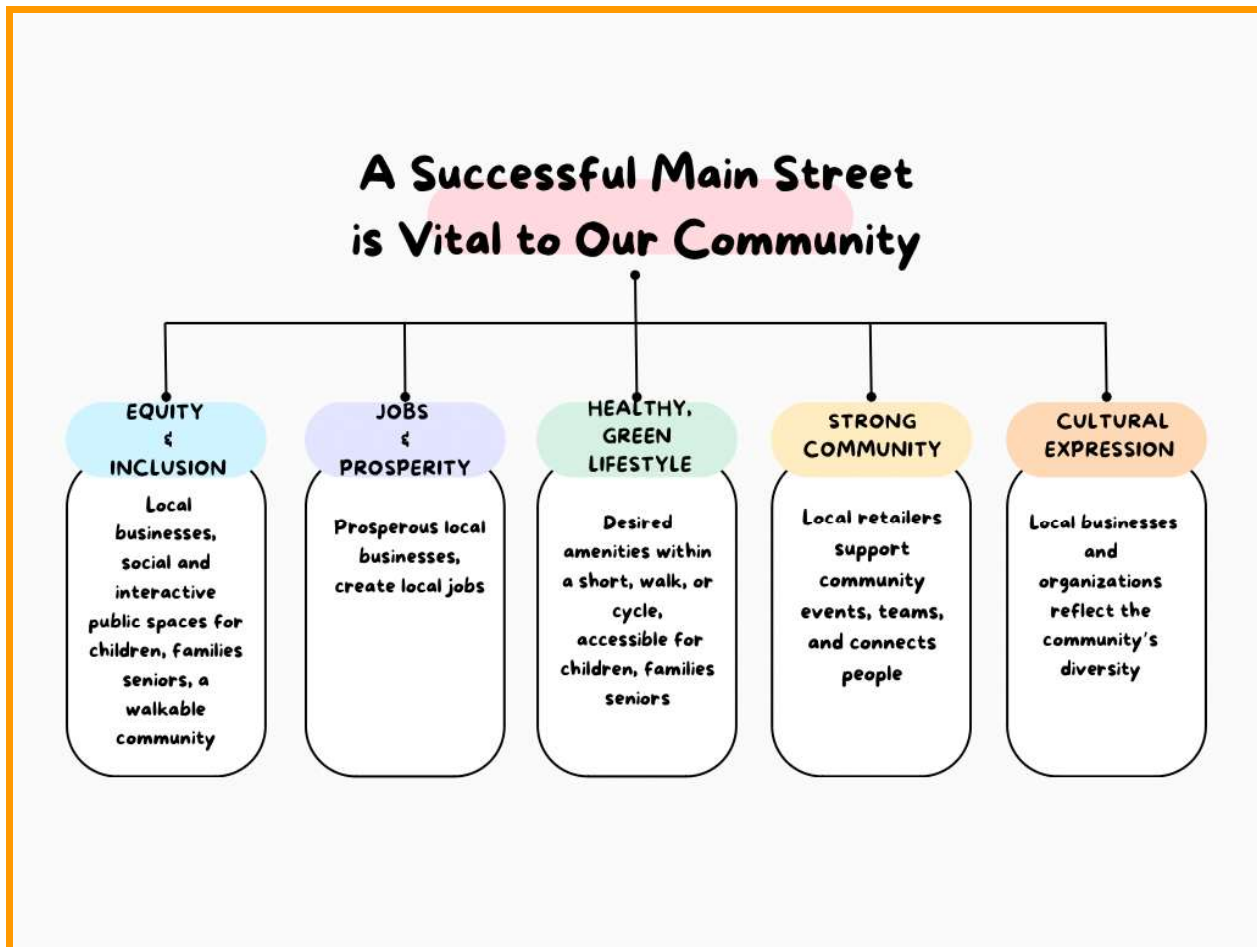 A Successful Main Street
is Vital to Our Community
EQUITY
&
INCLUSION
Local
businesses,
social and
interactive
public spaces for
children, families
seniors, a
walkable
community
JOBS
&
PROSPERITY
Prosperous local
businesses,
create local jobs
HEALTHY,
GREEN
LIFESTYLE
Desired
amenities within
a short, walk, or
cycle,
accessible for
children, families
seniors
STRONG
COMMUNITY
Local retailers
support
community
events, teams,
and connects
people
CULTURAL
EXPRESSION
Local businesses
and
organizations
reflect the
community's
diversity